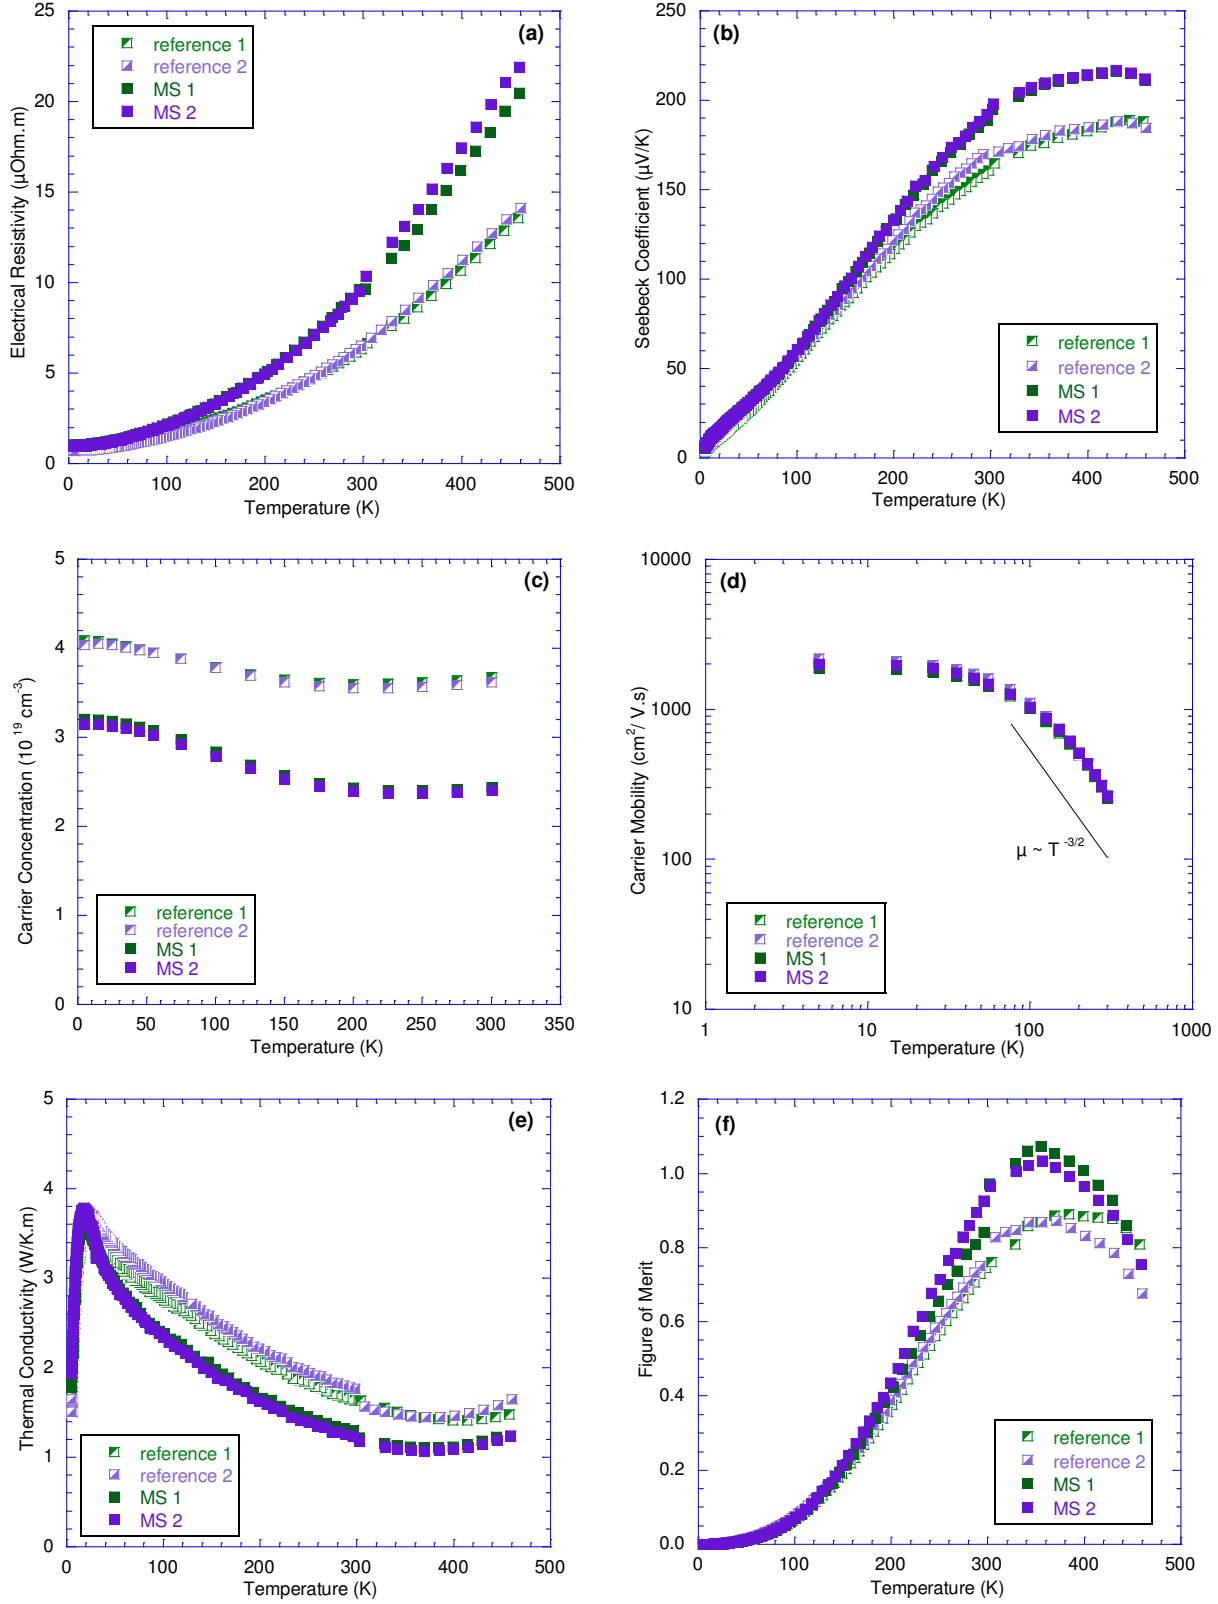 (a)
reference 1
reference 2
MS 1
MS 2
25
20
15
10
5
0
Electrical Resistivity (µOhm.m)
0 100 200 300 400 500
Temperature (K)
(b)
250
200
150
100
50
0
Seebeck Coefficient (µV/K)
reference 1
reference 2
MS 1
MS 2
0 100 200 300 400 500
Temperature (K)
(c)
5
4
3
2
1
0
Carrier Concentration (10^19 cm^-3)
reference 1
reference 2
MS 1
MS 2
0 50 100 150 200 250 300 350
Temperature (K)
(d)
10000
1000
100
10
Carrier Mobility (cm^2/ V.s)
µ ~ T^-3/2
reference 1
reference 2
MS 1
MS 2
1 10 100 1000
Temperature (K)
(e)
5
4
3
2
1
0
Thermal Conductivity (W/K.m)
reference 1
reference 2
MS 1
MS 2
0 100 200 300 400 500
Temperature (K)
(f)
1.2
1.0
0.8
0.6
0.4
0.2
0.0
Figure of Merit
reference 1
reference 2
MS 1
MS 2
0 100 200 300 400 500
Temperature (K)